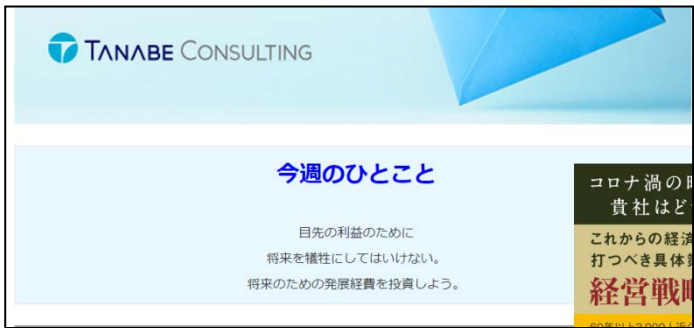 TANABE CONSULTING
今週のひとこと
目先の利益のために
将来を犠牲にしてはいけない。
将来のための発展経費を投資しよう。
コロナ渦の
貴社はど
これからの経済
打つべき具体
経営戦